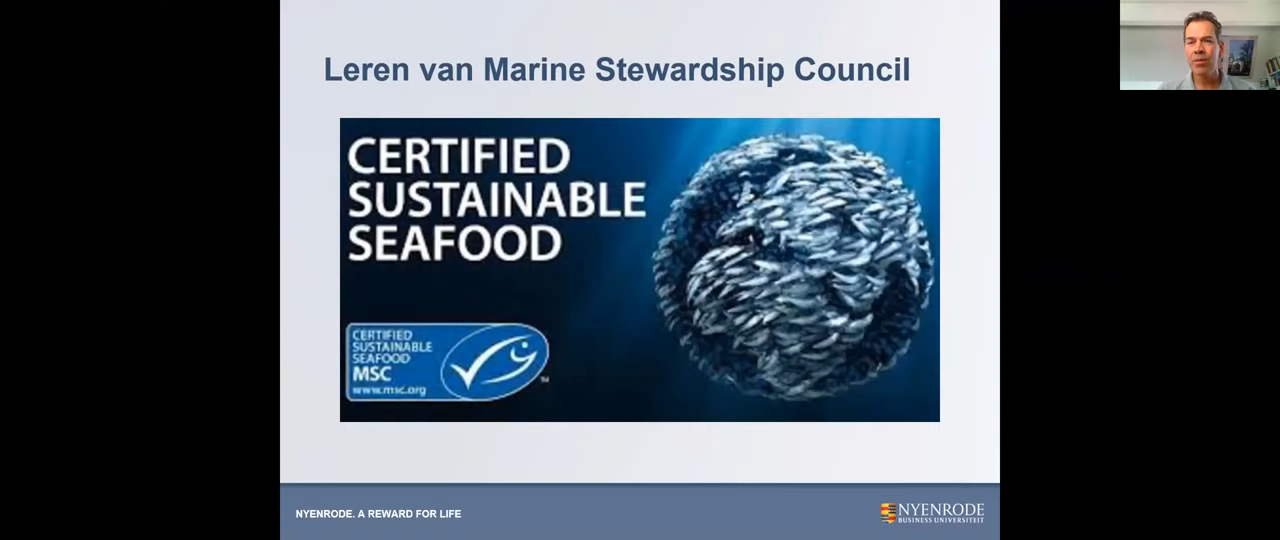 Leren van Marine Stewardship Council
CERTIFIED
SUSTAINABLE
SEAFOOD
CERTIFIED
SUSTAINABLE
SEAFOOD
MSC
www.msc.org
TM
NYENRODE. A REWARD FOR LIFE
NYENRODE
BUSINESS UNIVERSITEIT